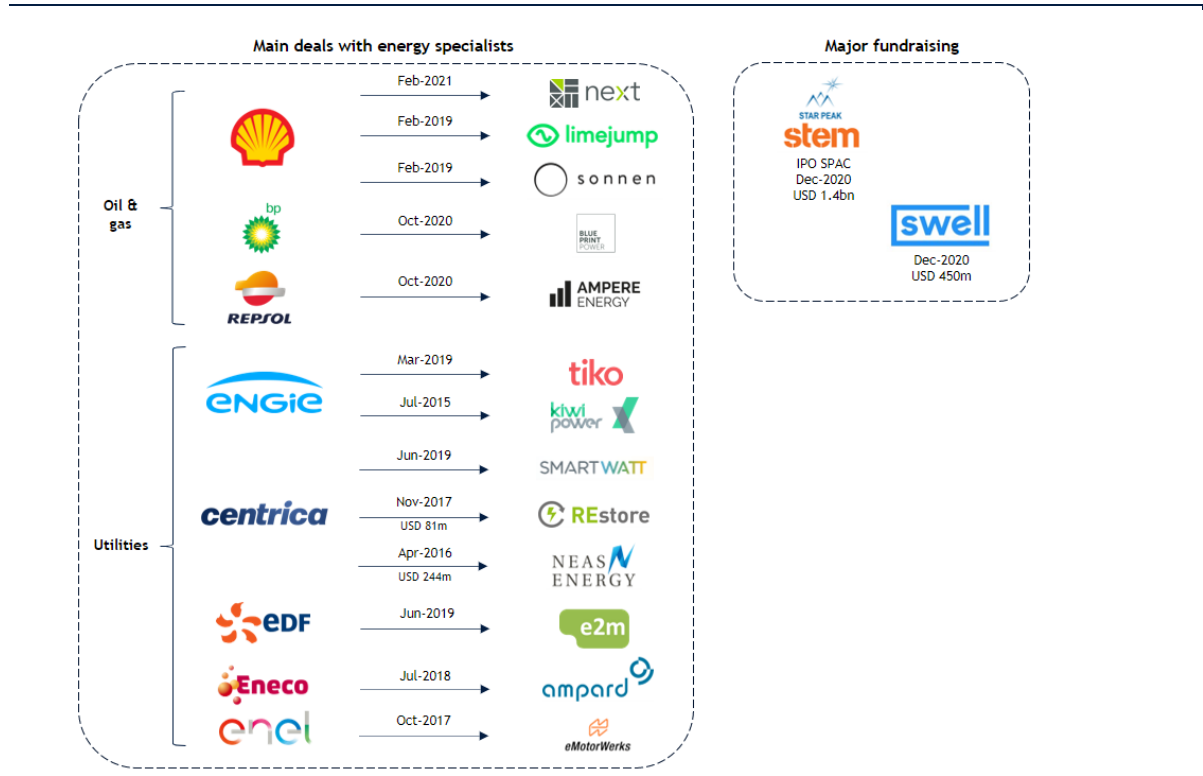 Main deals with energy specialists
Major fundraising
Oil &
gas
Feb-2021
next
Feb-2019
limejump
Feb-2019
sonnen
bp
Oct-2020
BLUE
PRINT
POWER
REPSOL
Oct-2020
AMPERE
ENERGY
Utilities
ENGIE
Mar-2019
tiko
Jul-2015
kiwi
power
centrica
Jun-2019
SMARTWATT
Nov-2017
USD 81m
REstore
Apr-2016
USD 244m
NEAS
ENERGY
eDF
Jun-2019
e2m
Eneco
Jul-2018
ampard
enel
Oct-2017
eMotorWerks
STAR PEAK
stem
IPO SPAC
Dec-2020
USD 1.4bn
swell
Dec-2020
USD 450m